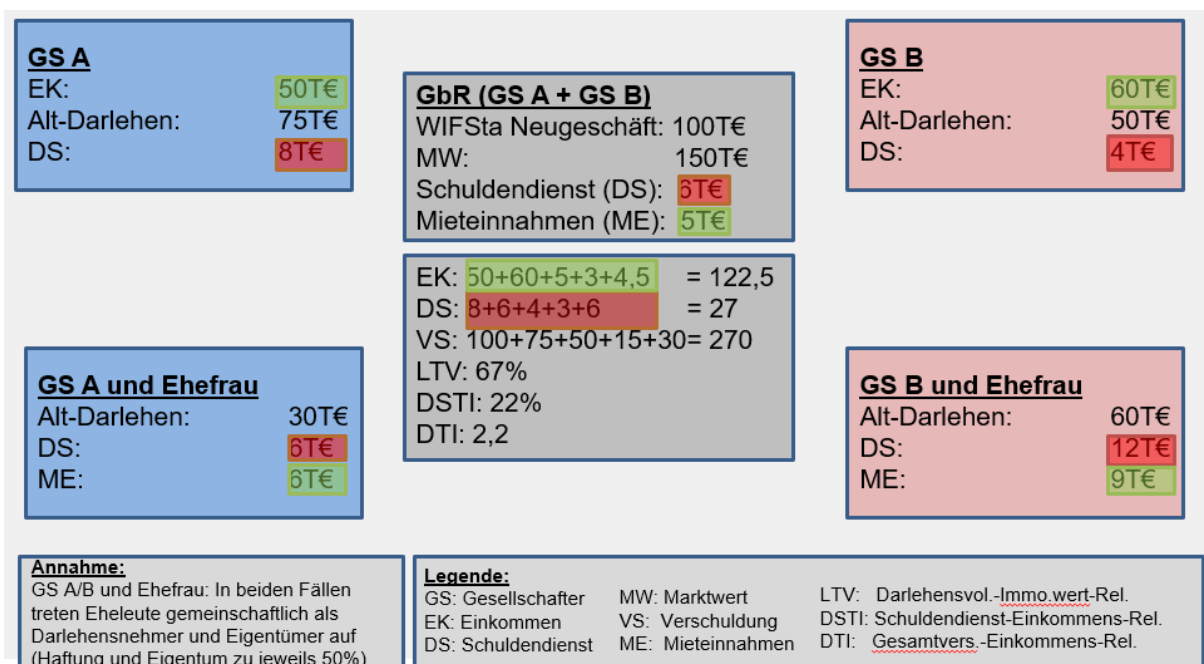 GS A
EK: 50T€
Alt-Darlehen: 75T€
DS: 8T€
GbR (GS A + GS B)
WIFSta Neugeschäft: 100T€
MW: 150T€
Schuldendienst (DS): 6T€
Mieteinnahmen (ME): 5T€
GS B
EK: 60T€
Alt-Darlehen: 50T€
DS: 4T€
EK: 50+60+5+3+4,5 = 122,5
DS: 8+6+4+3+6 = 27
VS: 100+75+50+15+30= 270
LTV: 67%
DSTI: 22%
DTI: 2,2
GS A und Ehefrau
Alt-Darlehen: 30T€
DS: 6T€
ME: 6T€
GS B und Ehefrau
Alt-Darlehen: 60T€
DS: 12T€
ME: 9T€
Annahme:
GS A/B und Ehefrau: In beiden Fällen
treten Eheleute gemeinschaftlich als
Darlehensnehmer und Eigentümer auf
(Haftung und Eigentum zu jeweils 50%)
Legende:
GS: Gesellschafter MW: Marktwert LTV: Darlehensvol.-Immo.wert-Rel.
EK: Einkommen VS: Verschuldung DSTI: Schuldendienst-Einkommens-Rel.
DS: Schuldendienst ME: Mieteinnahmen DTI: Gesamtvers.-Einkommens-Rel.